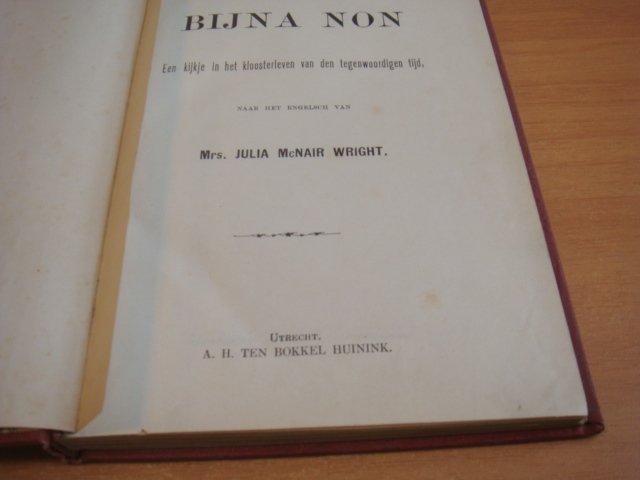 BIJNA NON
Een kijkje in het kloosterleven van den tegenwoordigen tijd,
NAAR HET ENGELSCH VAN
Mrs. JULIA McNAIR WRIGHT.
UTRECHT.
A. H. TEN BOKKEL HUININK.